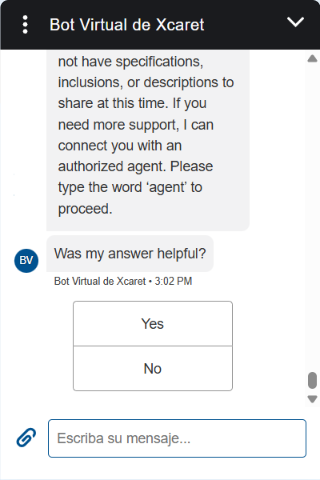 Bot Virtual de Xcaret
not have specifications,
inclusions, or descriptions to
share at this time. If you
need more support, I can
connect you with an
authorized agent. Please
type the word ‘agent’ to
proceed.
Was my answer helpful?
BV
Bot Virtual de Xcaret • 3:02 PM
Yes
No
Escriba su mensaje...